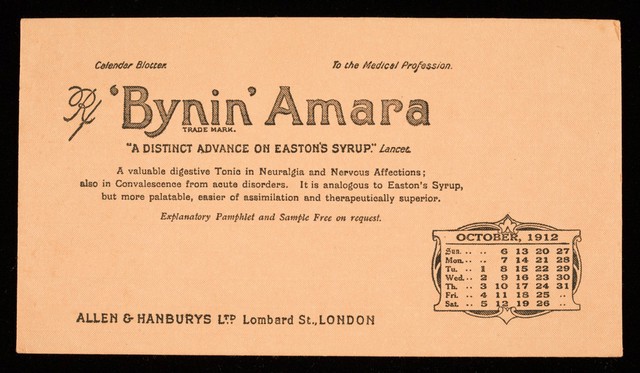 Calendar Blotter. To the Medical Profession.
℞ 'Bynin' Amara
TRADE MARK.
"A DISTINCT ADVANCE ON EASTON'S SYRUP." Lancet.
A valuable digestive Tonic in Neuralgia and Nervous Affections;
also in Convalescence from acute disorders. It is analogous to Easton's Syrup,
but more palatable, easier of assimilation and therapeutically superior.
Explanatory Pamphlet and Sample Free on request.
OCTOBER, 1912
Sun. .. .. 6 13 20 27
Mon. .. .. 7 14 21 28
Tu. .. 1 8 15 22 29
Wed. .. 2 9 16 23 30
Th. .. 3 10 17 24 31
Fri. .. 4 11 18 25 ..
Sat. .. 5 12 19 26 ..
ALLEN & HANBURYS LTD Lombard St., LONDON